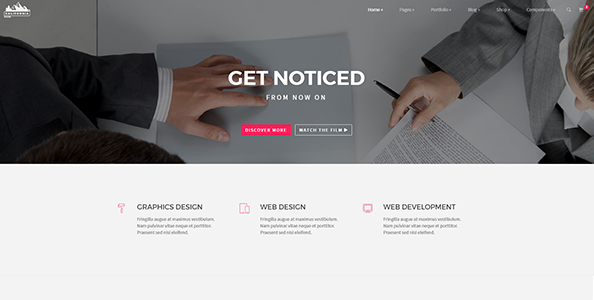 CALIFORNIA
Home
Pages
Portfolio
Blog
Shop
Components
GET NOTICED
FROM NOW ON
DISCOVER MORE
WATCH THE FILM
GRAPHICS DESIGN
Fringilla augue at maximus vestibulum.
Nam pulvinar vitae neque et porttitor.
Praesent sed nisi eleifend.
WEB DESIGN
Fringilla augue at maximus vestibulum.
Nam pulvinar vitae neque et porttitor.
Praesent sed nisi eleifend.
WEB DEVELOPMENT
Fringilla augue at maximus vestibulum.
Nam pulvinar vitae neque et porttitor.
Praesent sed nisi eleifend.